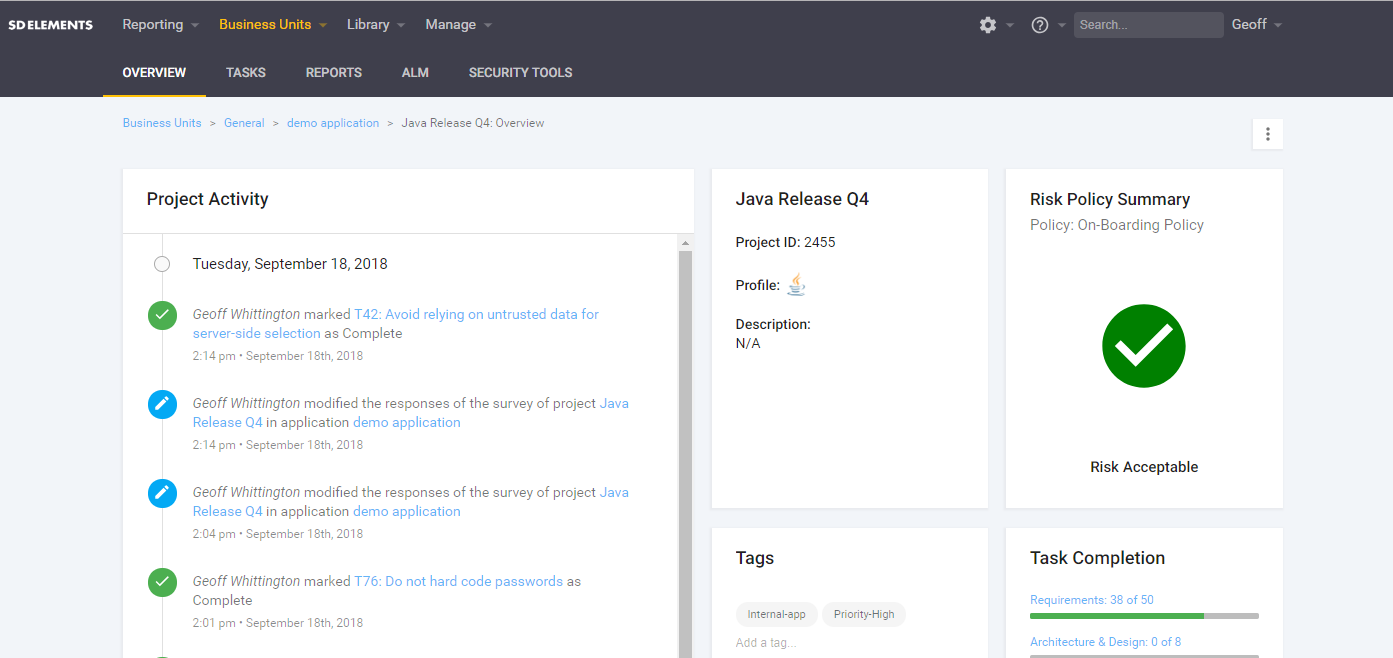 SD ELEMENTS
Reporting
Business Units
Library
Manage
Search...
Geoff
OVERVIEW
TASKS
REPORTS
ALM
SECURITY TOOLS
Business Units > General > demo application > Java Release Q4: Overview
Project Activity
Tuesday, September 18, 2018
Geoff Whittington marked T42: Avoid relying on untrusted data for
server-side selection as Complete
2:14 pm • September 18th, 2018
Geoff Whittington modified the responses of the survey of project Java
Release Q4 in application demo application
2:14 pm • September 18th, 2018
Geoff Whittington modified the responses of the survey of project Java
Release Q4 in application demo application
2:04 pm • September 18th, 2018
Geoff Whittington marked T76: Do not hard code passwords as
Complete
2:01 pm • September 18th, 2018
Java Release Q4
Project ID: 2455
Profile:
Description:
N/A
Risk Policy Summary
Policy: On-Boarding Policy
Risk Acceptable
Tags
Internal-app
Priority-High
Add a tag...
Task Completion
Requirements: 38 of 50
Architecture & Design: 0 of 8